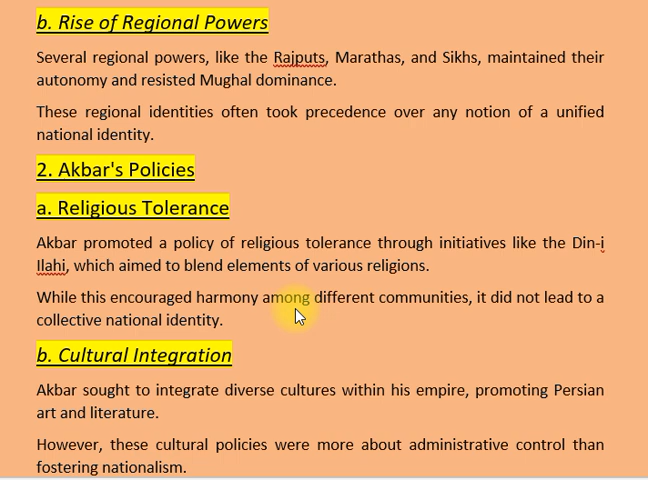 b. Rise of Regional Powers
Several regional powers, like the Rajputs, Marathas, and Sikhs, maintained their
autonomy and resisted Mughal dominance.
These regional identities often took precedence over any notion of a unified
national identity.
2. Akbar's Policies
a. Religious Tolerance
Akbar promoted a policy of religious tolerance through initiatives like the Din-i
Ilahi, which aimed to blend elements of various religions.
While this encouraged harmony among different communities, it did not lead to a
collective national identity.
b. Cultural Integration
Akbar sought to integrate diverse cultures within his empire, promoting Persian
art and literature.
However, these cultural policies were more about administrative control than
fostering nationalism.